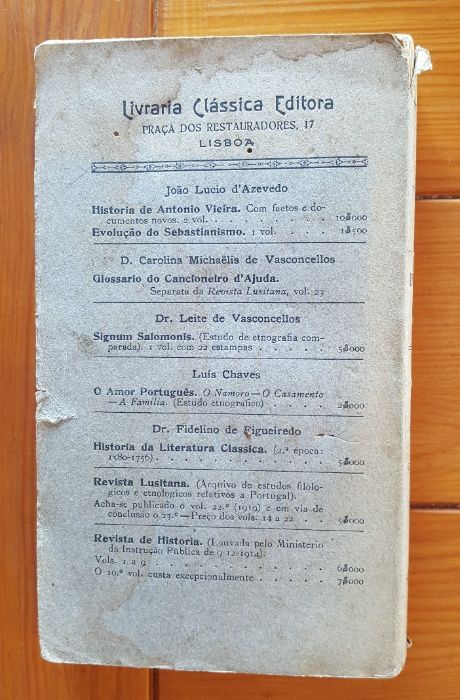 Livraria Clássica Editora
PRAÇA DOS RESTAURADORES, 17
LISBOA
João Lucio d'Azevedo
Historia de Antonio Vieira. Com factos e do-
cumentos novos. 2 vol. . . . . . . . . . . 10$000
Evolução do Sebastianismo. 1 vol. . . . . 1$500
D. Carolina Michaëlis de Vasconcellos
Glossario do Cancioneiro d'Ajuda.
Separata da Revista Lusitana, vol. 23
Dr. Leite de Vasconcellos
Signum Salomonis. (Estudo de etnografia com-
parada). 1 vol. com 22 estampas . . . . . . 5$000
Luís Chaves
O Amor Português. O Namoro — O Casamento
— A Familia. (Estudo etnografico) . . . . . 2$000
Dr. Fidelino de Figueiredo
Historia da Literatura Classica. (2.ª época:
1580-1756). . . . . . . . . . . . . . . . . 5$000
Revista Lusitana. (Arquivo de estudos filolo-
gicos e etnologicos relativos a Portugal).
Acha-se publicado o vol. 22.º (1919) e em via de
conclusão o 23.º — Preço dos vols. 14 a 22 . . 5$000
Revista de Historia. (Louvada pelo Ministerio
da Instrução Publica de 9-12-1914).
Vols. 1 a 9 . . . . . . . . . . . . . . . 6$000
O 10.º vol. custa excepcionalmente . . . . . 7$000